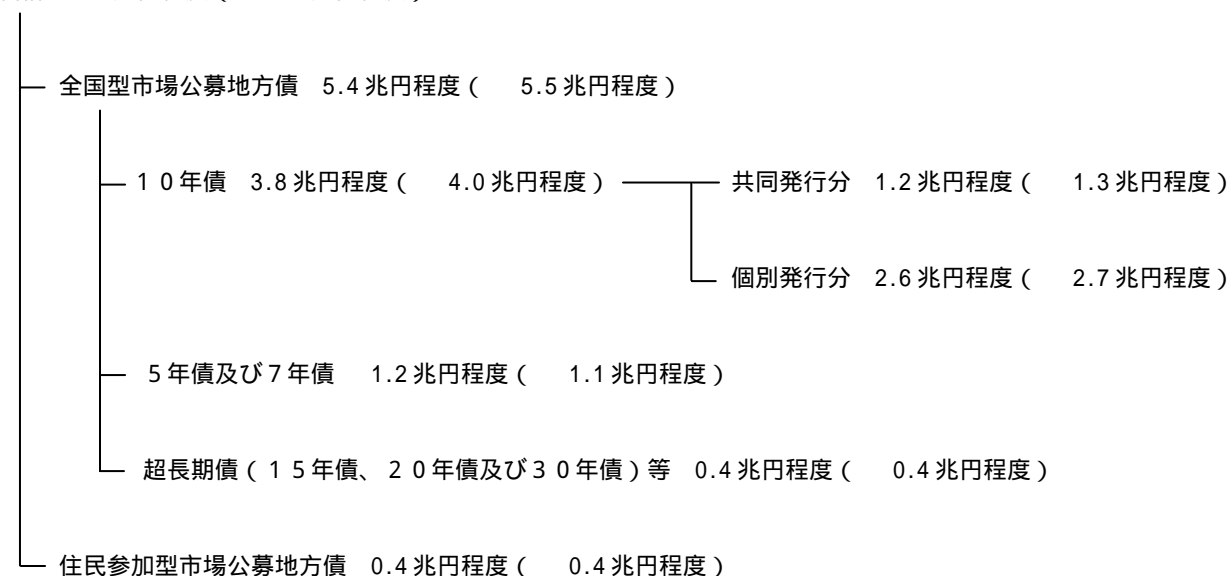 全国型市場公募地方債 5.4兆円程度( 5.5兆円程度)
10年債 3.8兆円程度( 4.0兆円程度) 共同発行分 1.2兆円程度( 1.3兆円程度)
個別発行分 2.6兆円程度( 2.7兆円程度)
5年債及び7年債 1.2兆円程度( 1.1兆円程度)
超長期債(15年債、20年債及び30年債)等 0.4兆円程度( 0.4兆円程度)
住民参加型市場公募地方債 0.4兆円程度( 0.4兆円程度)